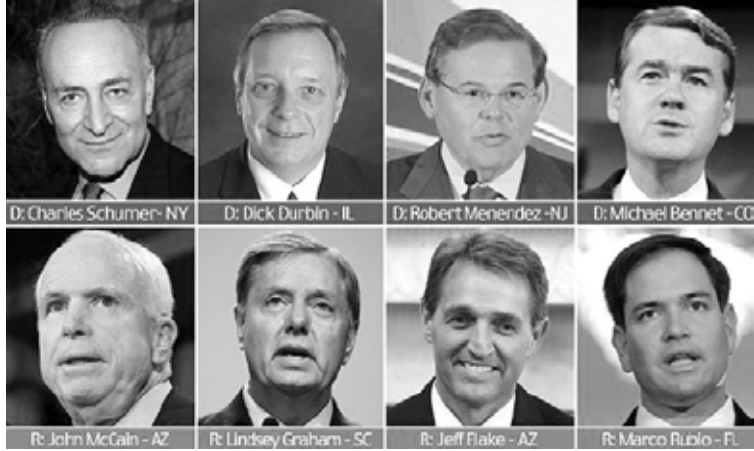 D: Charles Schumer- NY
D: Dick Durbin - IL
D: Robert Menendez -NJ
D: Michael Bennet - CO
R: John McCain - AZ
R: Lindsey Graham - SC
R: Jeff Flake - AZ
R: Marco Rubio - FL